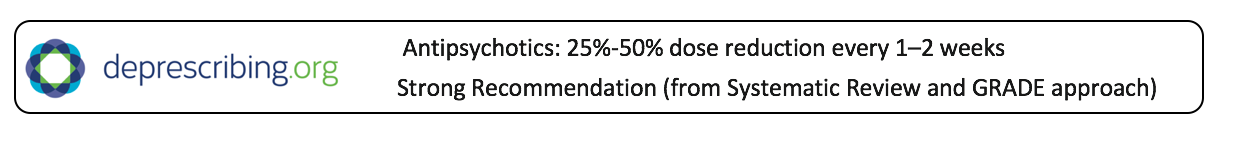 deprescribing.org
Antipsychotics: 25%-50% dose reduction every 1–2 weeks
Strong Recommendation (from Systematic Review and GRADE approach)